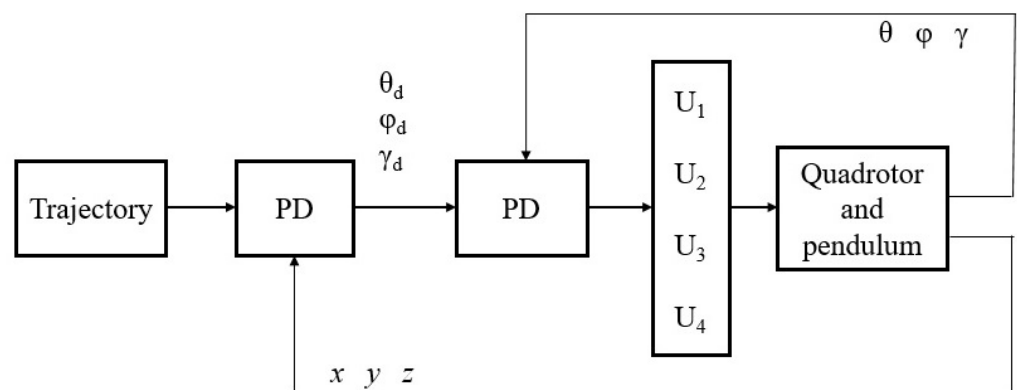 θ φ γ
θd
φd
γd
U1
U2
U3
U4
Trajectory
PD
PD
Quadrotor
and
pendulum
x y z